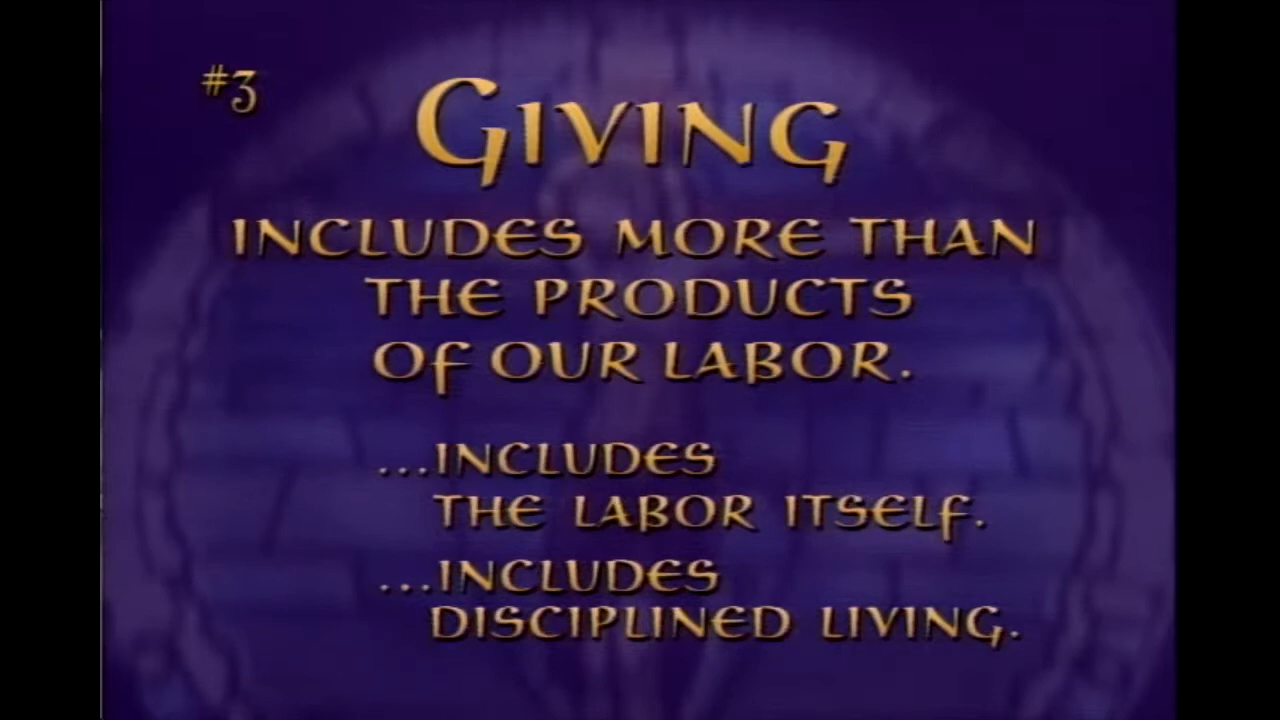 #3
GIVING
INCLUDES MORE THAN
THE PRODUCTS
OF OUR LABOR.
...INCLUDES
THE LABOR ITSELF.
...INCLUDES
DISCIPLINED LIVING.